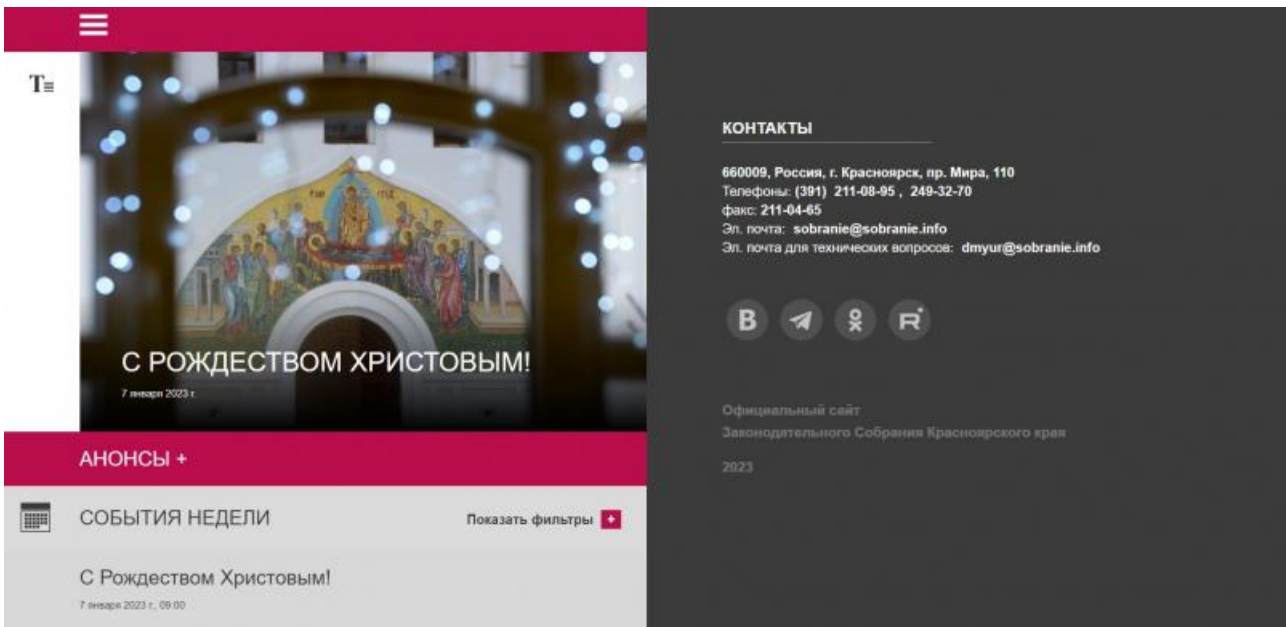 T
С РОЖДЕСТВОМ ХРИСТОВЫМ!
7 января 2023 г.
АНОНСЫ +
СОБЫТИЯ НЕДЕЛИ
Показать фильтры +
С Рождеством Христовым!
7 января 2023 г., 09:00
КОНТАКТЫ
660009, Россия, г. Красноярск, пр. Мира, 110
Телефоны: (391) 211-08-95 , 249-32-70
факс: 211-04-65
Эл. почта: sobranie@sobranie.info
Эл. почта для технических вопросов: dmyur@sobranie.info
Официальный сайт
Законодательного Собрания Красноярского края
2023